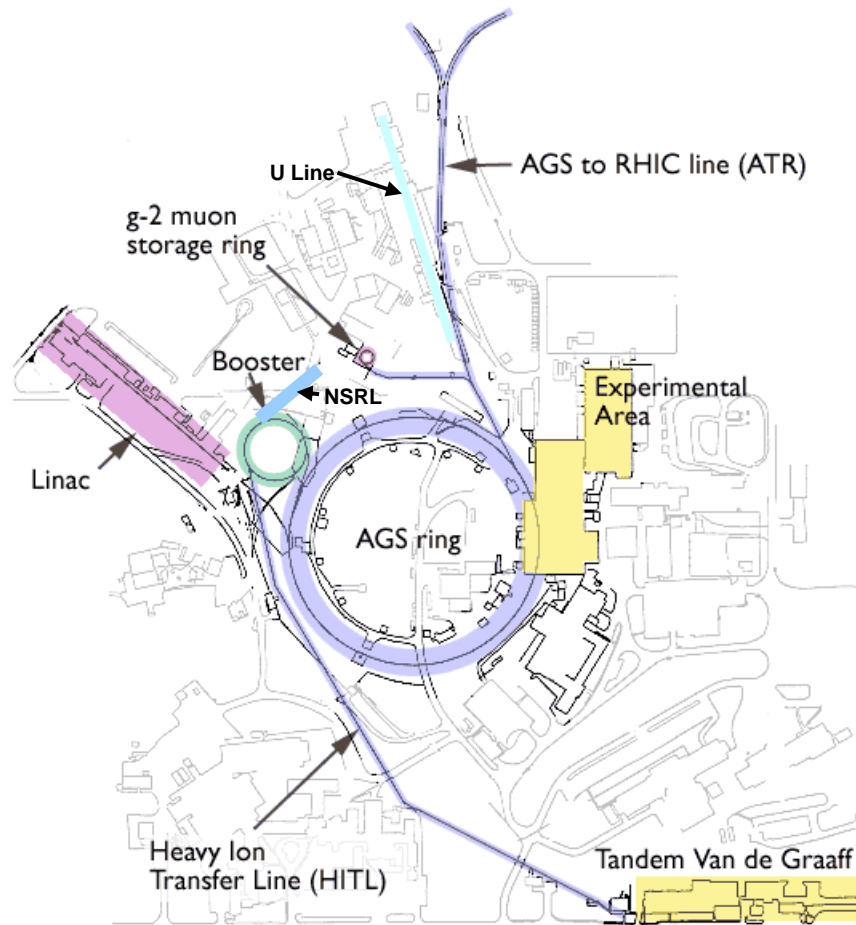 AGS to RHIC line (ATR)
U Line
g-2 muon
storage ring
Booster
NSRL
Experimental
Area
Linac
AGS ring
Heavy Ion
Transfer Line (HITL)
Tandem Van de Graaff